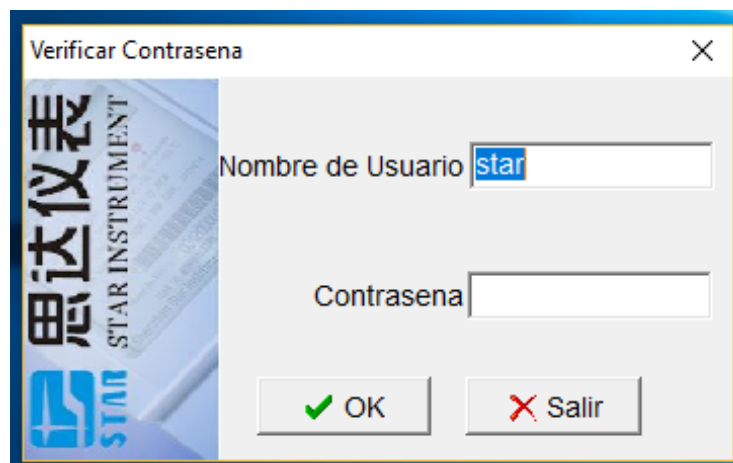 Verificar Contrasena
思达仪表
STAR INSTRUMENT
STAR
Nombre de Usuario star
Contrasena
OK
Salir